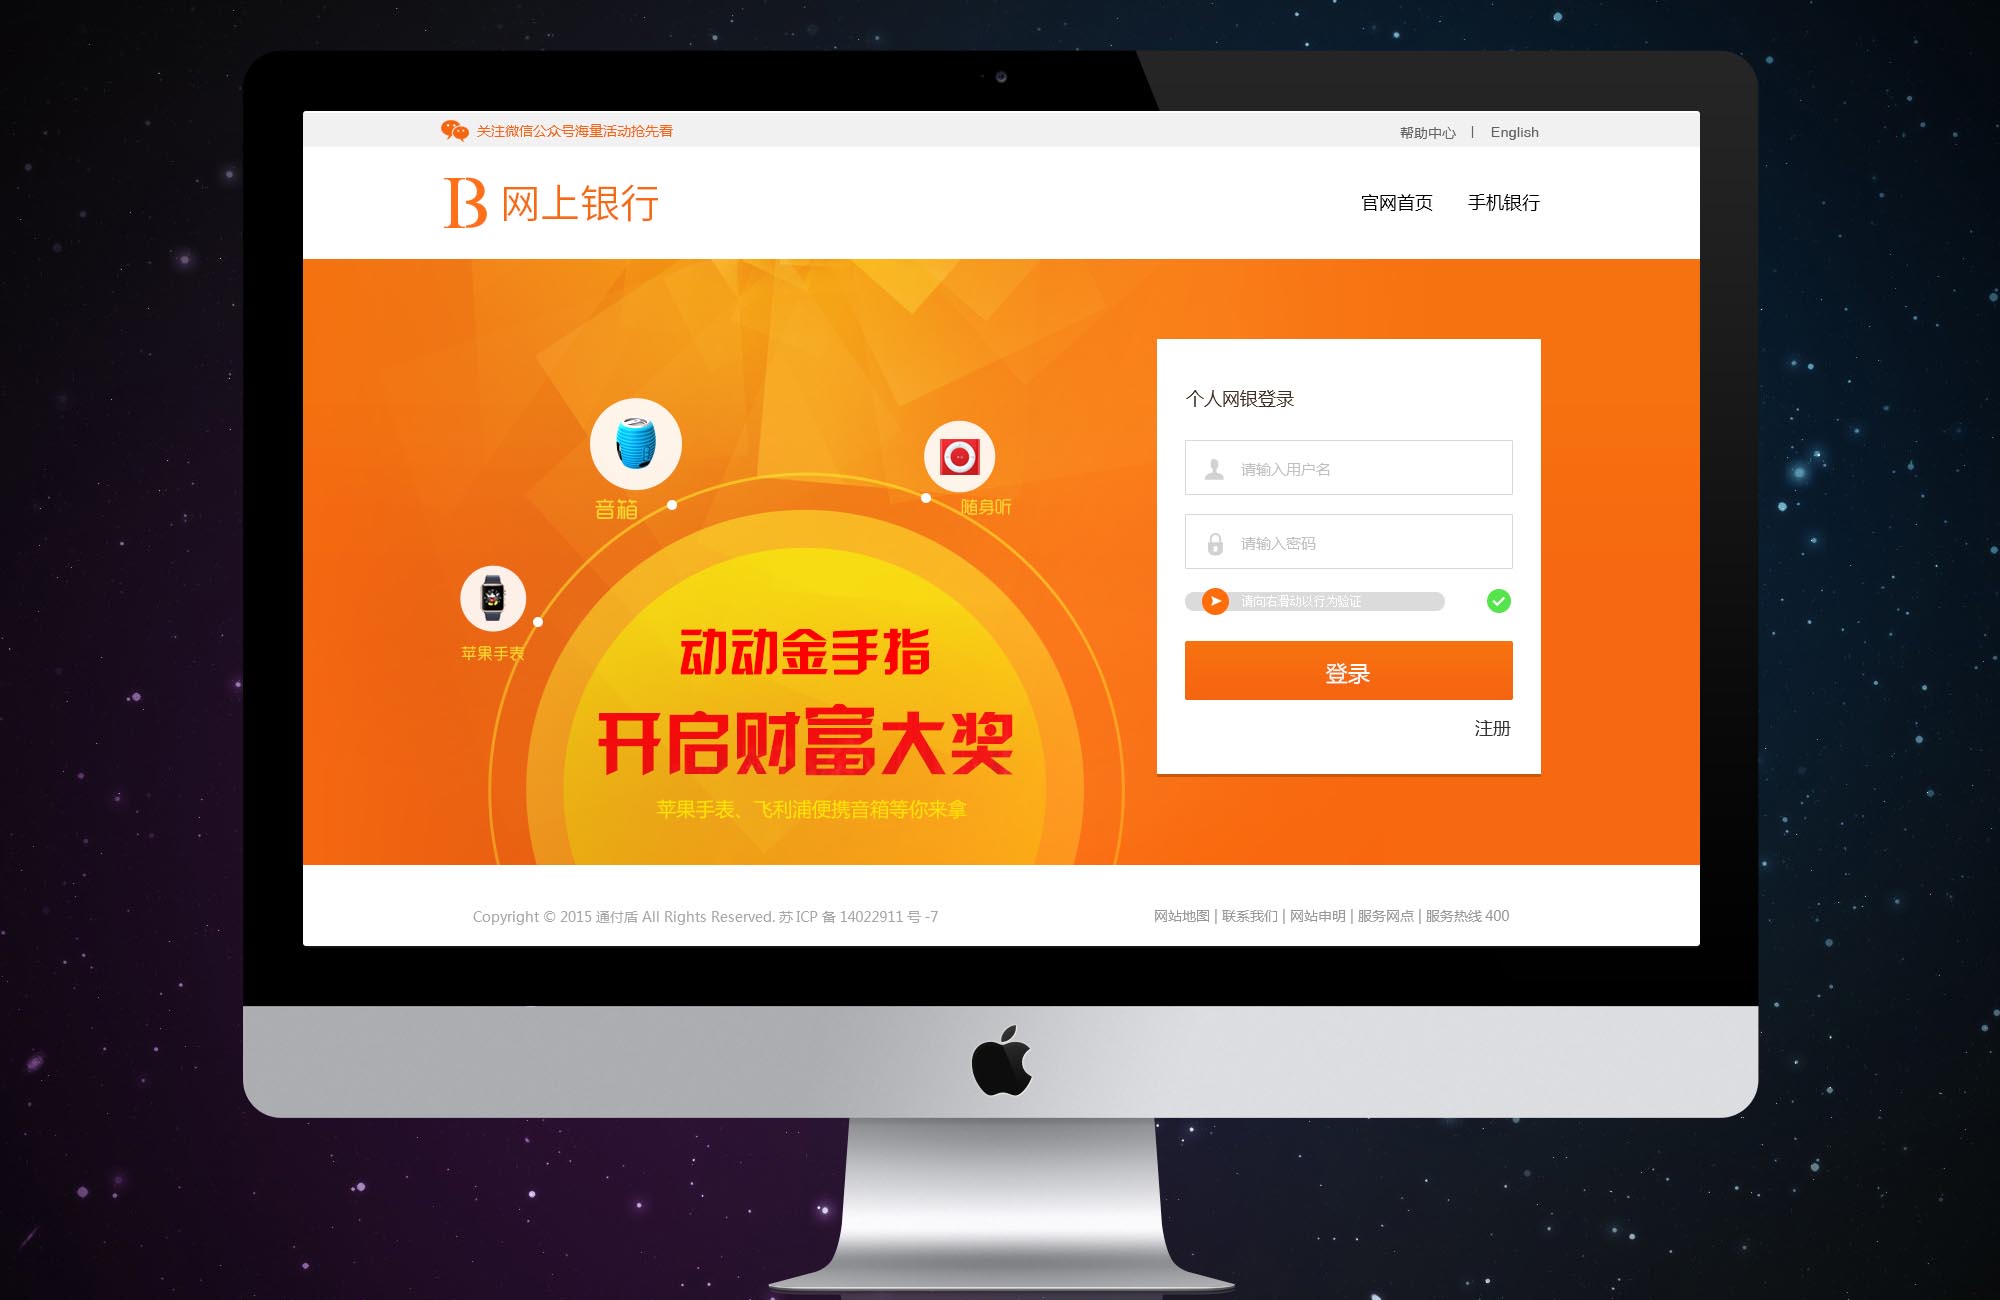 关注微信公众号海量活动抢先看
帮助中心 | English
B 网上银行
官网首页 手机银行
个人网银登录
请输入用户名
请输入密码
请向右滑动以行为验证
登录
注册
音箱
随身听
苹果手表
动动金手指
开启财富大奖
苹果手表、飞利浦便携音箱等你来拿
Copyright © 2015 通付盾 All Rights Reserved. 苏 ICP 备 14022911 号 -7
网站地图 | 联系我们 | 网站申明 | 服务网点 | 服务热线 400